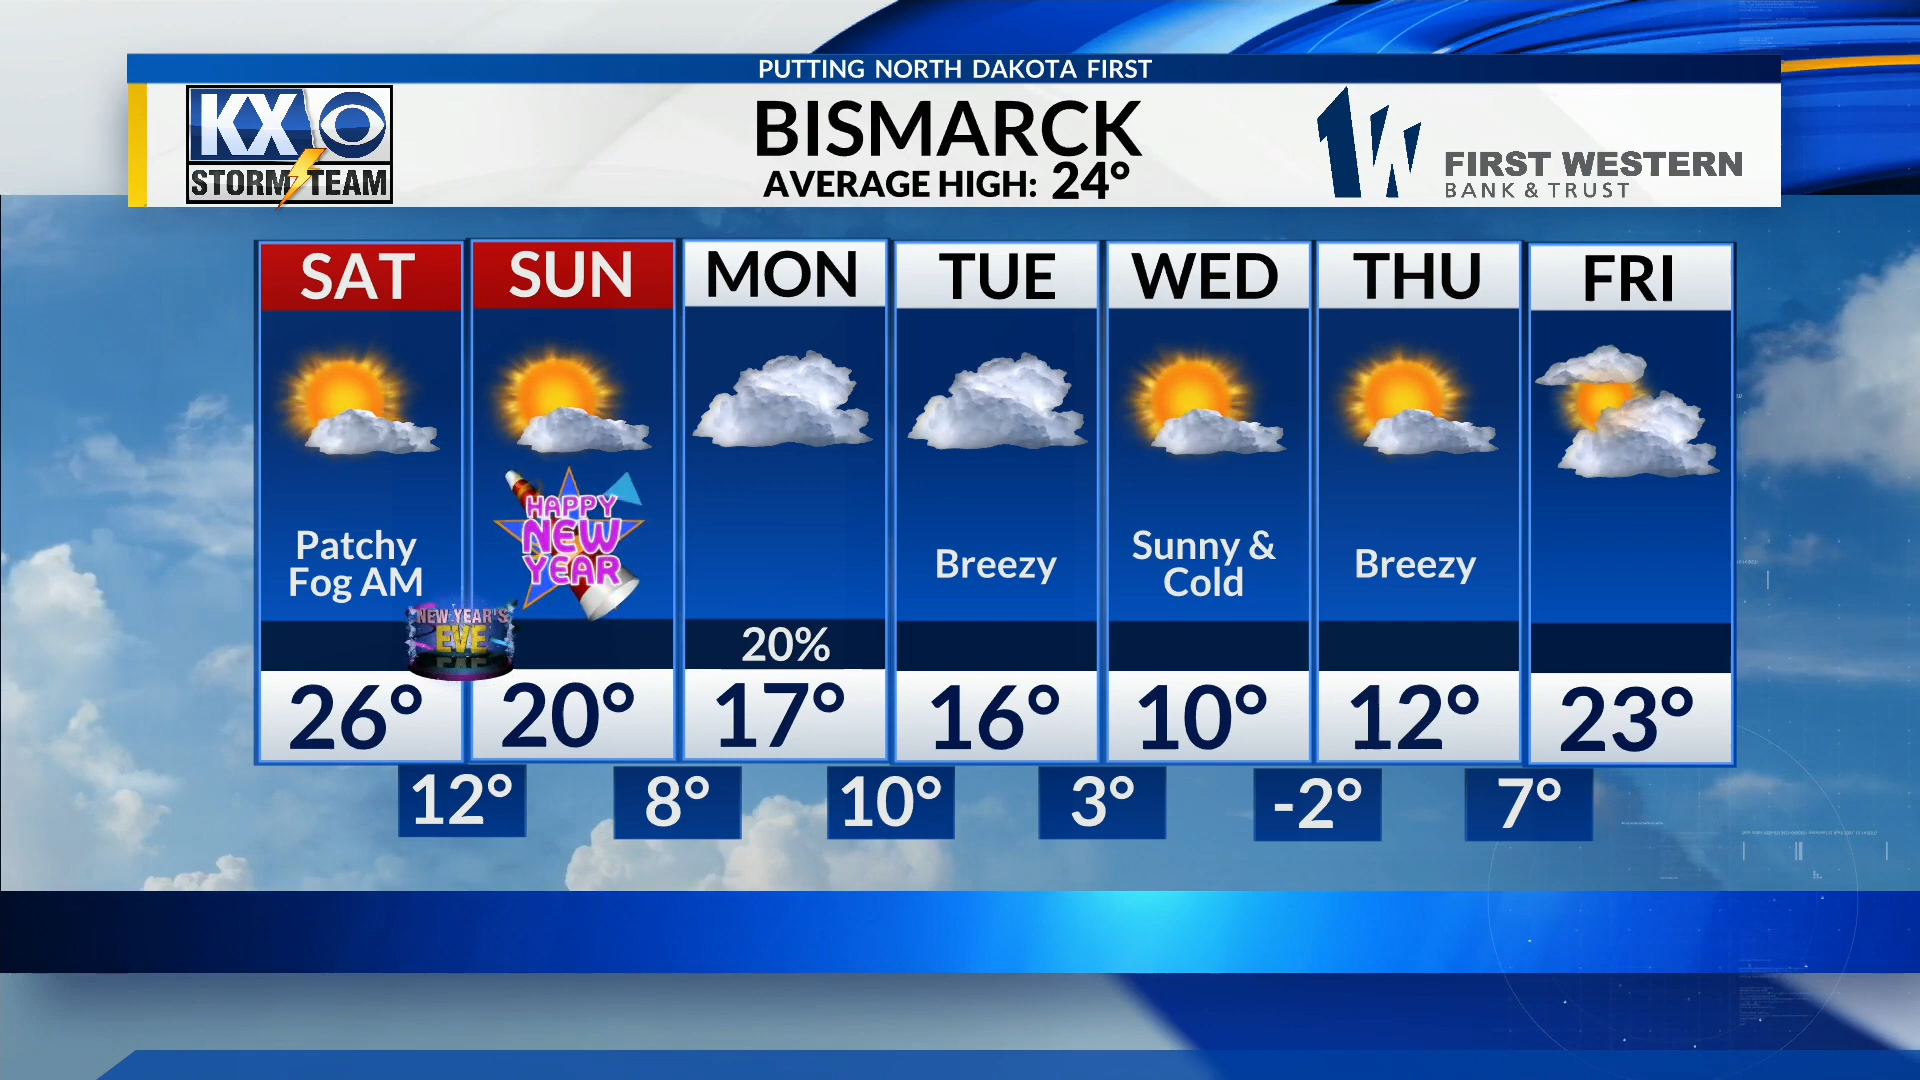 PUTTING NORTH DAKOTA FIRST
KX
STORM TEAM
BISMARCK
AVERAGE HIGH: 24°
1W
FIRST WESTERN
BANK & TRUST
SAT
SUN
MON
TUE
WED
THU
FRI
Patchy
Fog AM
HAPPY
NEW
YEAR
Breezy
Sunny &
Cold
Breezy
NEW YEAR'S
EVE
20%
26°
20°
17°
16°
10°
12°
23°
12°
8°
10°
3°
-2°
7°